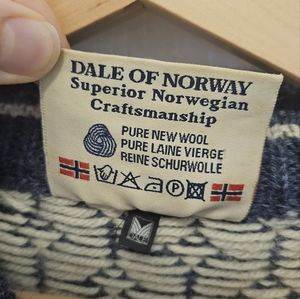 DALE OF NORWAY
Superior Norwegian
Craftsmanship
PURE NEW WOOL
PURE LAINE VIERGE
REINE SCHURWOLLE
P